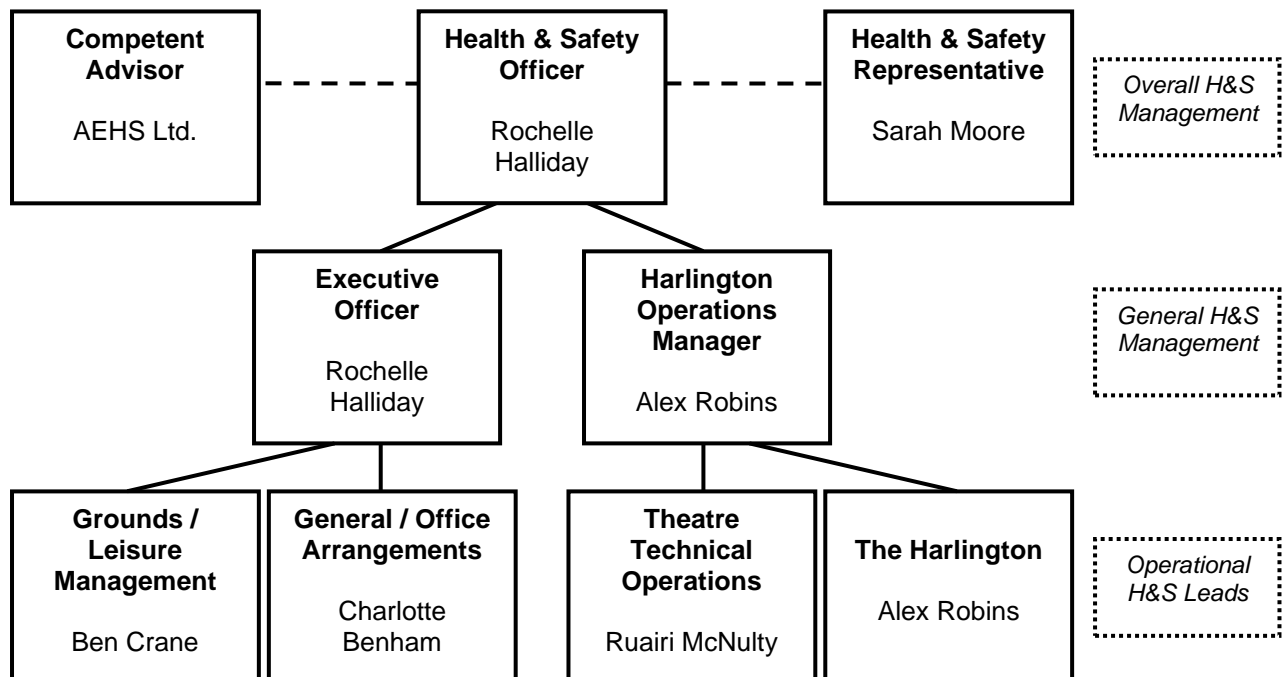 Competent
Advisor
AEHS Ltd.
Health & Safety
Officer
Rochelle
Halliday
Health & Safety
Representative
Sarah Moore
Overall H&S
Management
Executive
Officer
Rochelle
Halliday
Harlington
Operations
Manager
Alex Robins
General H&S
Management
Grounds /
Leisure
Management
Ben Crane
General / Office
Arrangements
Charlotte
Benham
Theatre
Technical
Operations
Ruairi McNulty
The Harlington
Alex Robins
Operational
H&S Leads